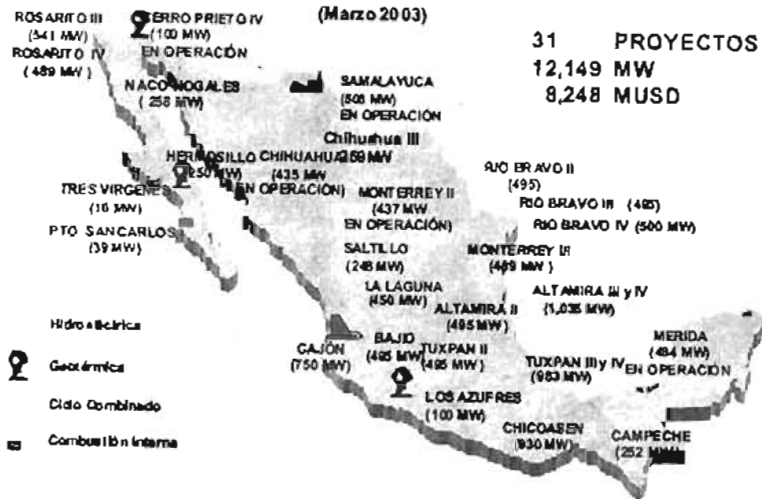 (Marzo 2003)
31 PROYECTOS
12,149 MW
8,248 MUSD
ROSARITO III
(541 MW)
ROSARITO IV
(489 MW)
CERRO PRIETO IV
(100 MW)
EN OPERACIÓN
NACO NOGALES
(258 MW)
SAMALAYUCA
(506 MW)
EN OPERACIÓN
Chihuahua III
259 MW
HERMOSILLO
(250 MW)
CHIHUAHUA
(435 MW
EN OPERACIÓN)
TRES VIRGENES
(10 MW)
PTO SAN CARLOS
(39 MW)
MONTERREY II
(437 MW
EN OPERACIÓN)
RIO BRAVO II
(495)
RIO BRAVO III (495)
RIO BRAVO IV (500 MW)
SALTILLO
(248 MW)
MONTERREY III
(489 MW)
LA LAGUNA
(450 MW)
ALTAMIRA II
(495 MW)
ALTAMIRA III y IV
(1,036 MW)
CAJÓN
(750 MW)
BAJIO
(495 MW)
TUXPAN II
(495 MW)
TUXPAN III y IV
(983 MW)
MERIDA
(484 MW)
EN OPERACIÓN
LOS AZUFRES
(100 MW)
CHICOASEN
(930 MW)
CAMPECHE
(252 MW)
Hidroeléctrica
Geotérmica
Ciclo Combinado
Combustión Interna